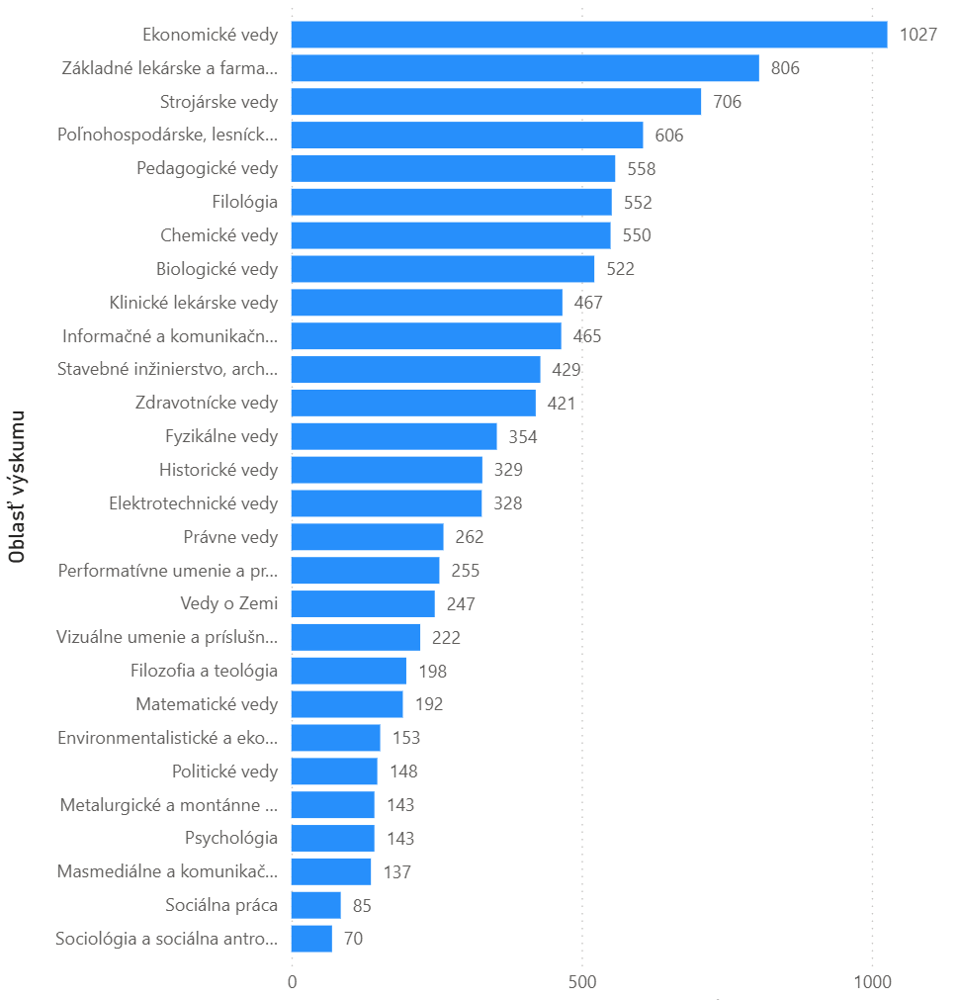 Oblasť výskumu
Ekonomické vedy 1027
Základné lekárske a farma... 806
Strojárske vedy 706
Poľnohospodárske, lesníck... 606
Pedagogické vedy 558
Filológia 552
Chemické vedy 550
Biologické vedy 522
Klinické lekárske vedy 467
Informačné a komunikačn... 465
Stavebné inžinierstvo, arch... 429
Zdravotnícke vedy 421
Fyzikálne vedy 354
Historické vedy 329
Elektrotechnické vedy 328
Právne vedy 262
Performatívne umenie a pr... 255
Vedy o Zemi 247
Vizuálne umenie a príslušn... 222
Filozofia a teológia 198
Matematické vedy 192
Environmentalistické a eko... 153
Politické vedy 148
Metalurgické a montánne ... 143
Psychológia 143
Masmediálne a komunikač... 137
Sociálna práca 85
Sociológia a sociálna antro... 70
0 500 1000